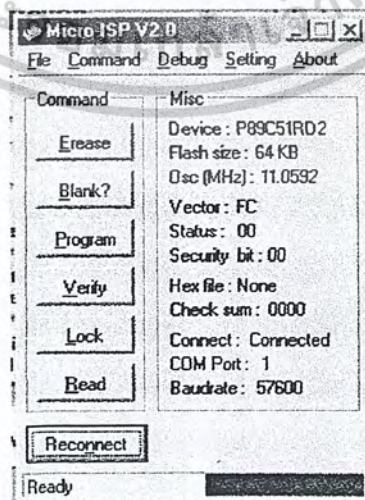 Micro-ISP V2.0
File Command Debug Setting About
Command
Erease
Blank?
Program
Verify
Lock
Read
Reconnect
Misc
Device : P89C51RD2
Flash size : 64 KB
Osc (MHz) : 11.0592
Vector : FC
Status : 00
Security bit : 00
Hex file : None
Check sum : 0000
Connect : Connected
COM Port : 1
Baudrate : 57600
Ready